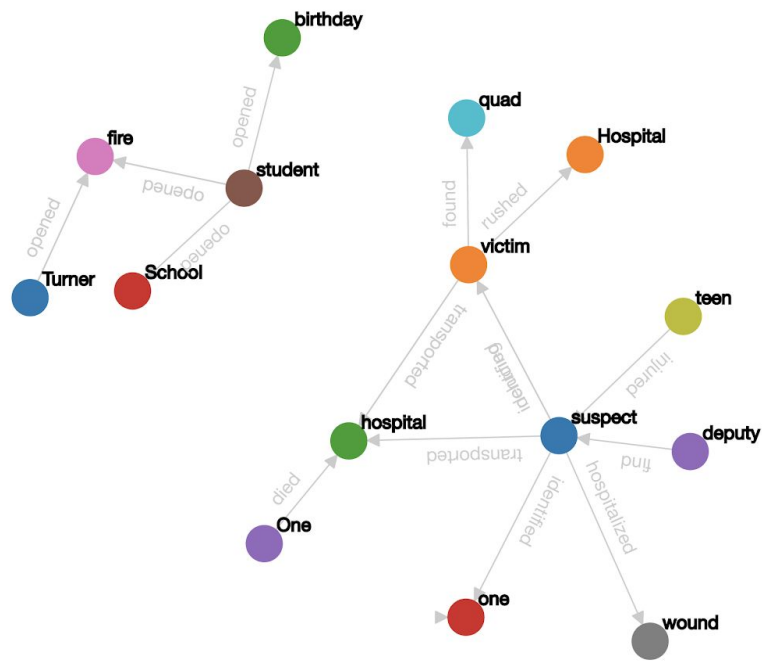 birthday
opened
quad
fire
Hospital
student
opened
found
rushed
opened
opened
victim
School
Turner
teen
transported
identified
injured
suspect
hospital
deputy
transported
find
died
identified
hospitalized
One
one
wound